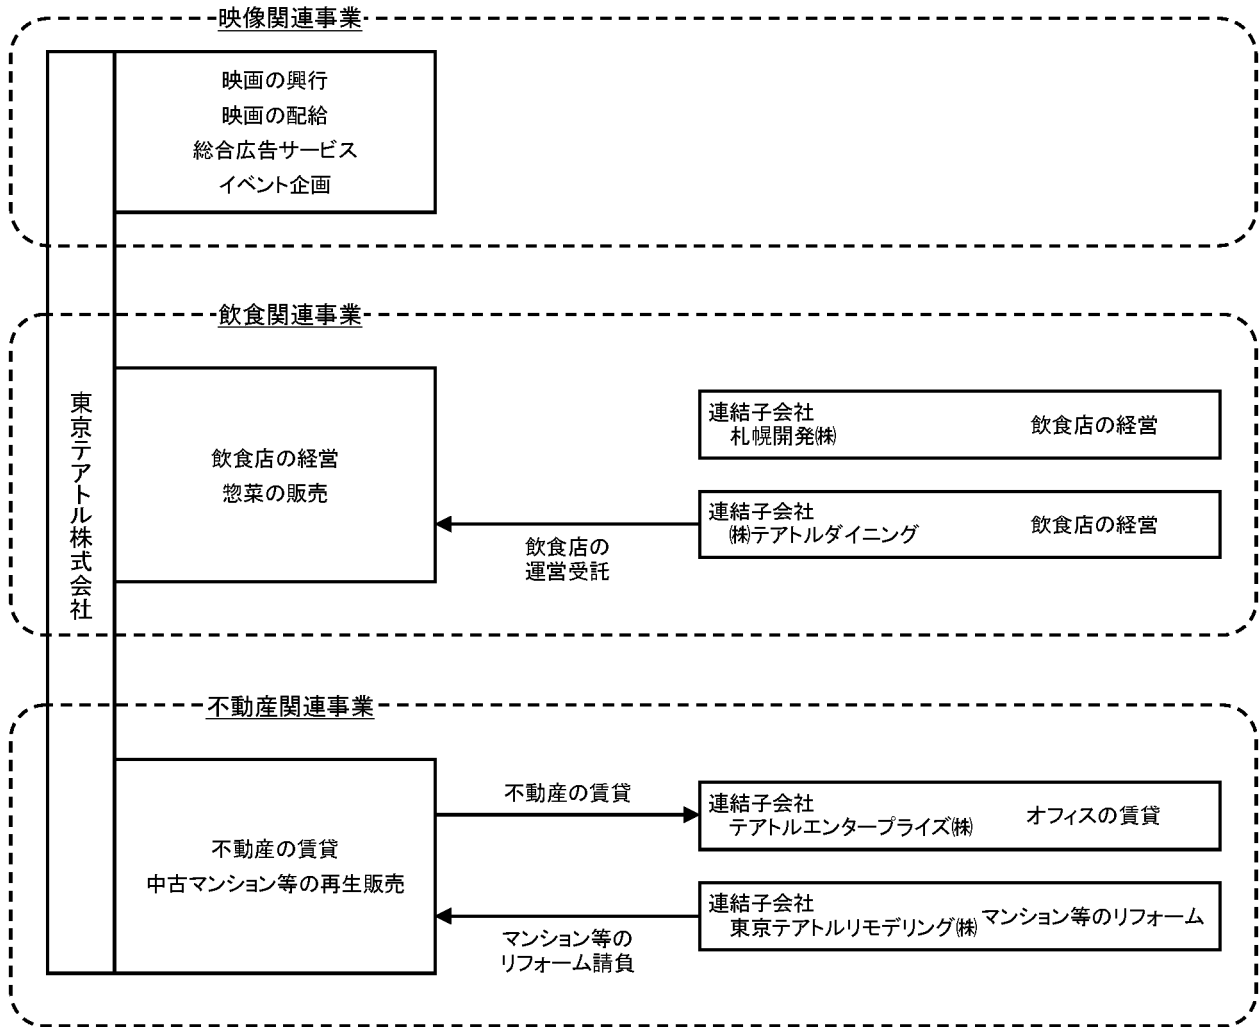 映像関連事業
映画の興行
映画の配給
総合広告サービス
イベント企画
東京テアトル株式会社
飲食関連事業
飲食店の経営
惣菜の販売
連結子会社
札幌開発㈱
飲食店の経営
連結子会社
㈱テアトルダイニング
飲食店の経営
飲食店の
運営受託
不動産関連事業
不動産の賃貸
中古マンション等の再生販売
不動産の賃貸
連結子会社
テアトルエンタープライズ㈱
オフィスの賃貸
連結子会社
東京テアトルリモデリング㈱
マンション等のリフォーム
マンション等の
リフォーム請負